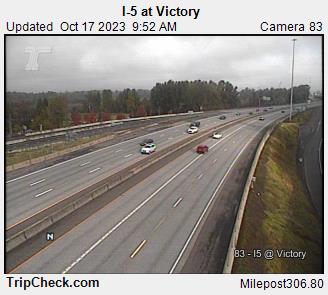 I-5 at Victory
Updated Oct 17 2023 9:52 AM Camera 83
N
83 - I5 @ Victory
TripCheck.com Milepost306.80